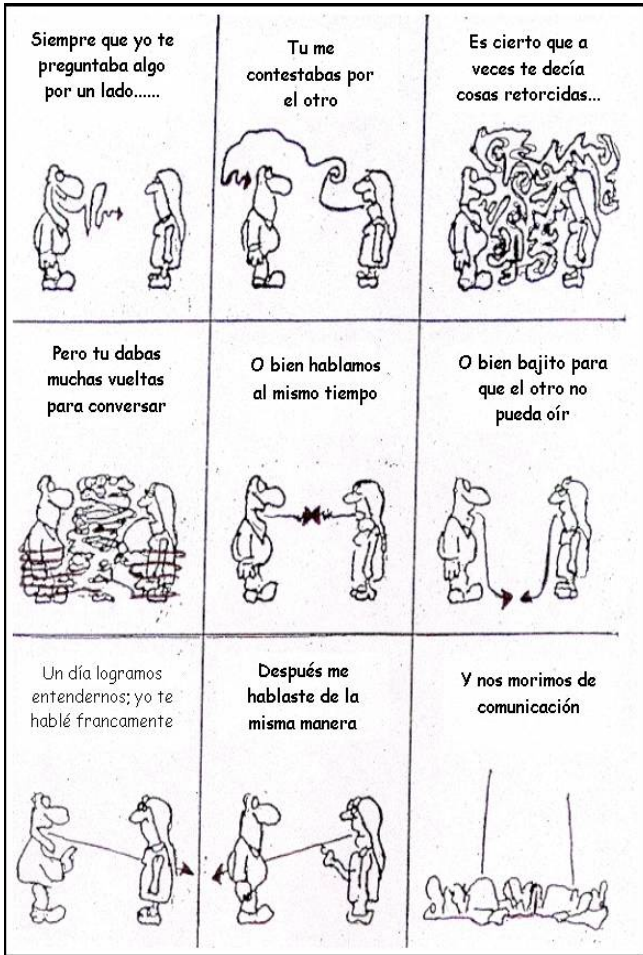 Siempre que yo te
preguntaba algo
por un lado......
Tu me
contestabas por
el otro
Es cierto que a
veces te decía
cosas retorcidas...
Pero tu dabas
muchas vueltas
para conversar
O bien hablamos
al mismo tiempo
O bien bajito para
que el otro no
pueda oír
Un día logramos
entendernos; yo te
hablé francamente
Después me
hablaste de la
misma manera
Y nos morimos de
comunicación